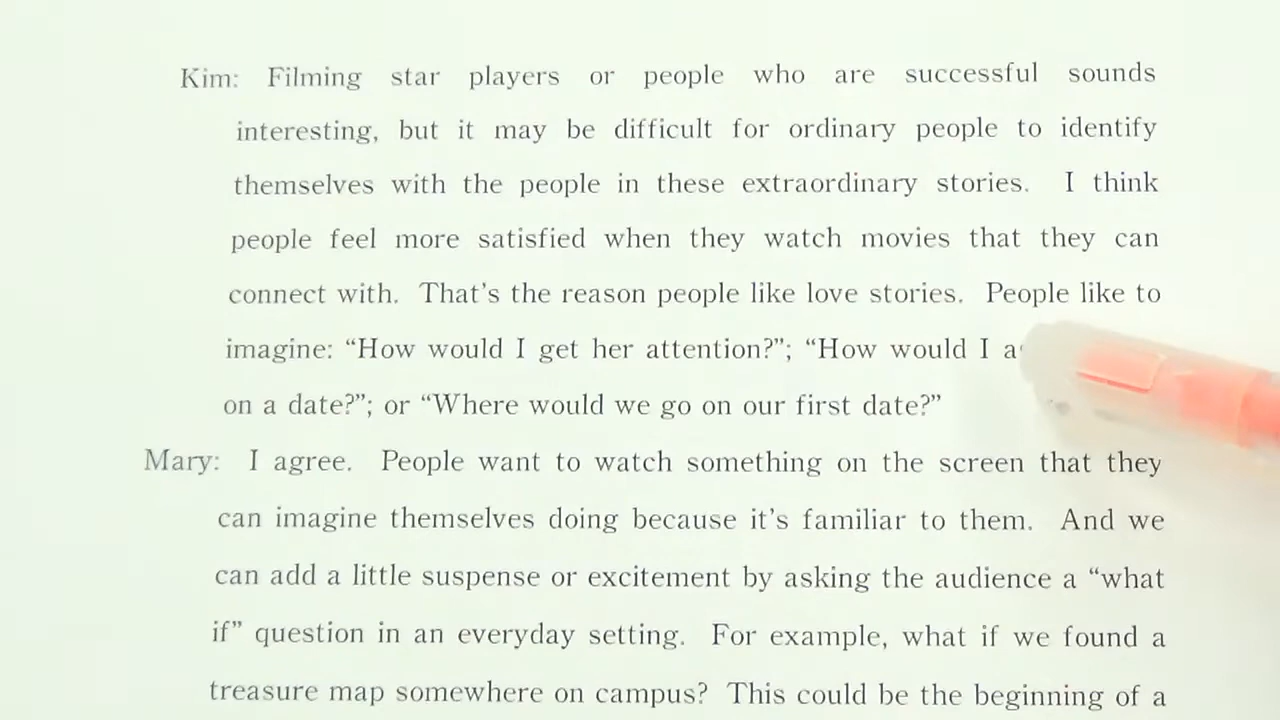 Kim: Filming star players or people who are successful sounds
interesting, but it may be difficult for ordinary people to identify
themselves with the people in these extraordinary stories. I think
people feel more satisfied when they watch movies that they can
connect with. That's the reason people like love stories. People like to
imagine: “How would I get her attention?”; “How would I
on a date?”; or “Where would we go on our first date?”
Mary: I agree. People want to watch something on the screen that they
can imagine themselves doing because it's familiar to them. And we
can add a little suspense or excitement by asking the audience a “what
if” question in an everyday setting. For example, what if we found a
treasure map somewhere on campus? This could be the beginning of a